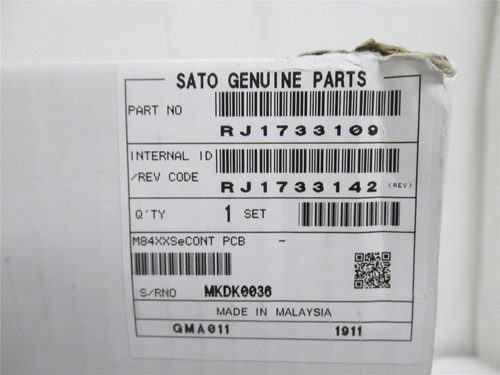 SATO GENUINE PARTS
PART NO
RJ1733109
INTERNAL ID
/REV CODE
RJ1733142 (REV)
Q'TY 1 SET
M84XXSeCONT PCB -
S/RNO MKDK0036
MADE IN MALAYSIA
GMA011 1911